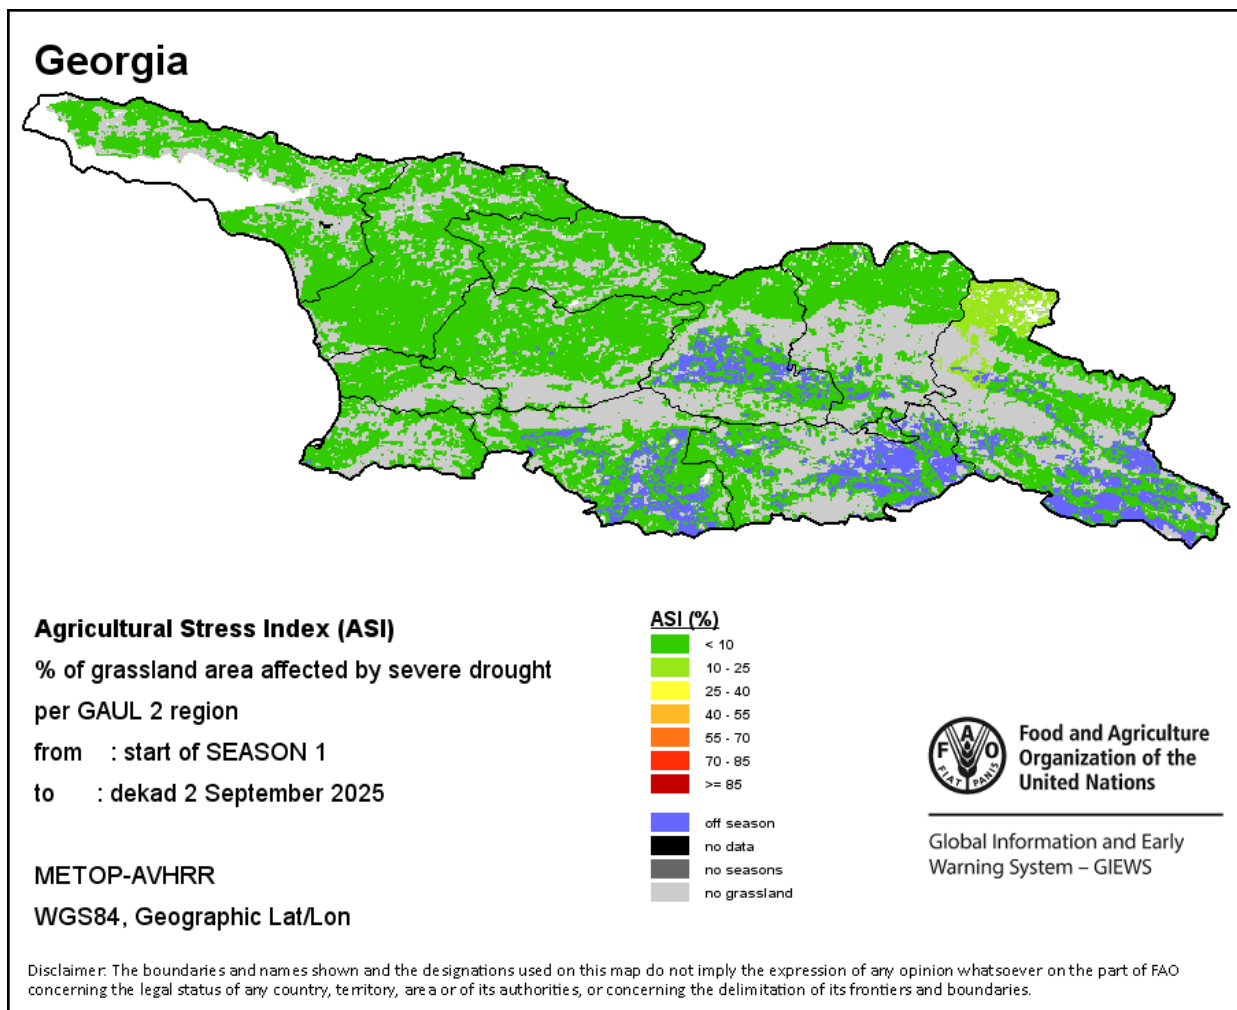 Georgia
Agricultural Stress Index (ASI)
% of grassland area affected by severe drought
per GAUL 2 region
from : start of SEASON 1
to : dekad 2 September 2025
METOP-AVHRR
WGS84, Geographic Lat/Lon
ASI (%)
< 10
10 - 25
25 - 40
40 - 55
55 - 70
70 - 85
>= 85
off season
no data
no seasons
no grassland
F A O
FIAT PANIS
Food and Agriculture
Organization of the
United Nations
Global Information and Early
Warning System – GIEWS
Disclaimer: The boundaries and names shown and the designations used on this map do not imply the expression of any opinion whatsoever on the part of FAO
concerning the legal status of any country, territory, area or of its authorities, or concerning the delimitation of its frontiers and boundaries.